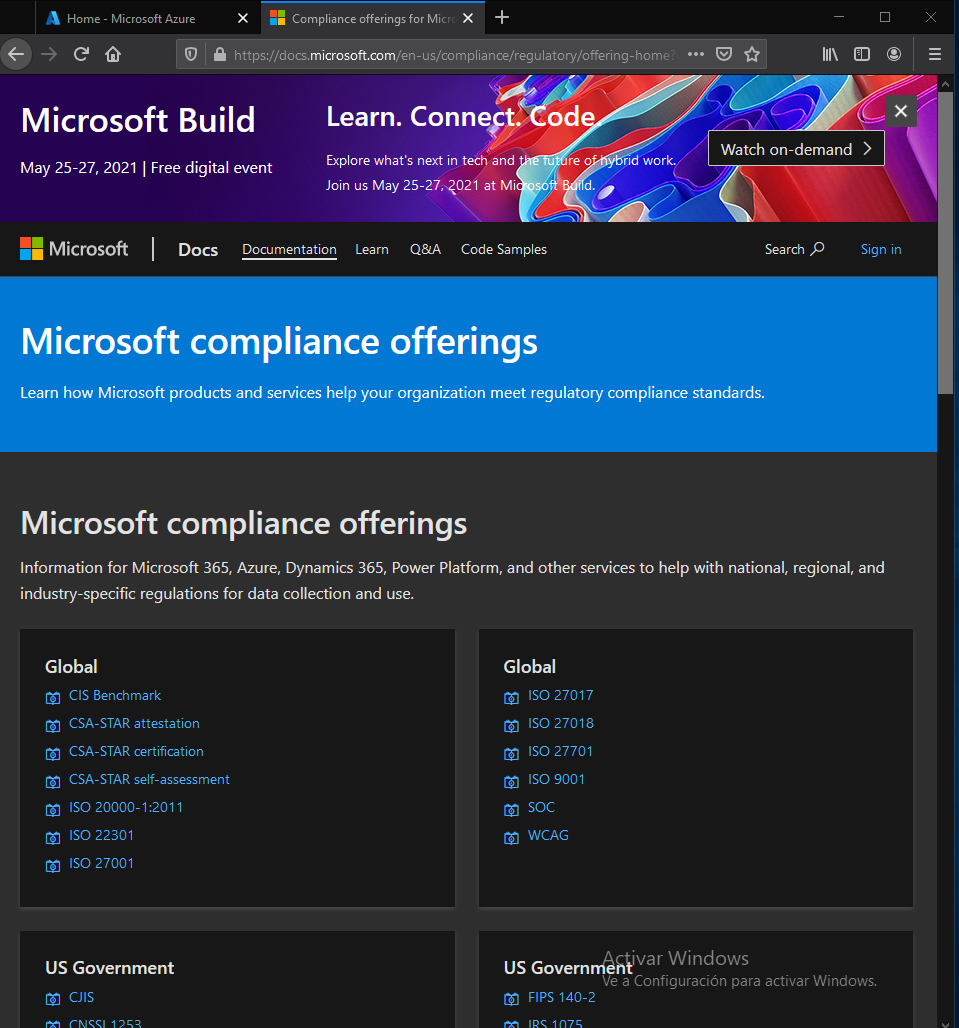 Home - Microsoft Azure
Compliance offerings for Micro
https://docs.microsoft.com/en-us/compliance/regulatory/offering-home?
Microsoft Build
May 25-27, 2021 | Free digital event
Learn. Connect. Code.
Explore what's next in tech and the future of hybrid work.
Join us May 25-27, 2021 at Microsoft Build.
Watch on-demand
Microsoft
Docs
Documentation
Learn
Q&A
Code Samples
Search
Sign in
Microsoft compliance offerings
Learn how Microsoft products and services help your organization meet regulatory compliance standards.
Microsoft compliance offerings
Information for Microsoft 365, Azure, Dynamics 365, Power Platform, and other services to help with national, regional, and
industry-specific regulations for data collection and use.
Global
CIS Benchmark
CSA-STAR attestation
CSA-STAR certification
CSA-STAR self-assessment
ISO 20000-1:2011
ISO 22301
ISO 27001
Global
ISO 27017
ISO 27018
ISO 27701
ISO 9001
SOC
WCAG
US Government
CJIS
CNSSI 1253
US Government
FIPS 140-2
IRS 1075
Activar Windows
Ve a Configuración para activar Windows.